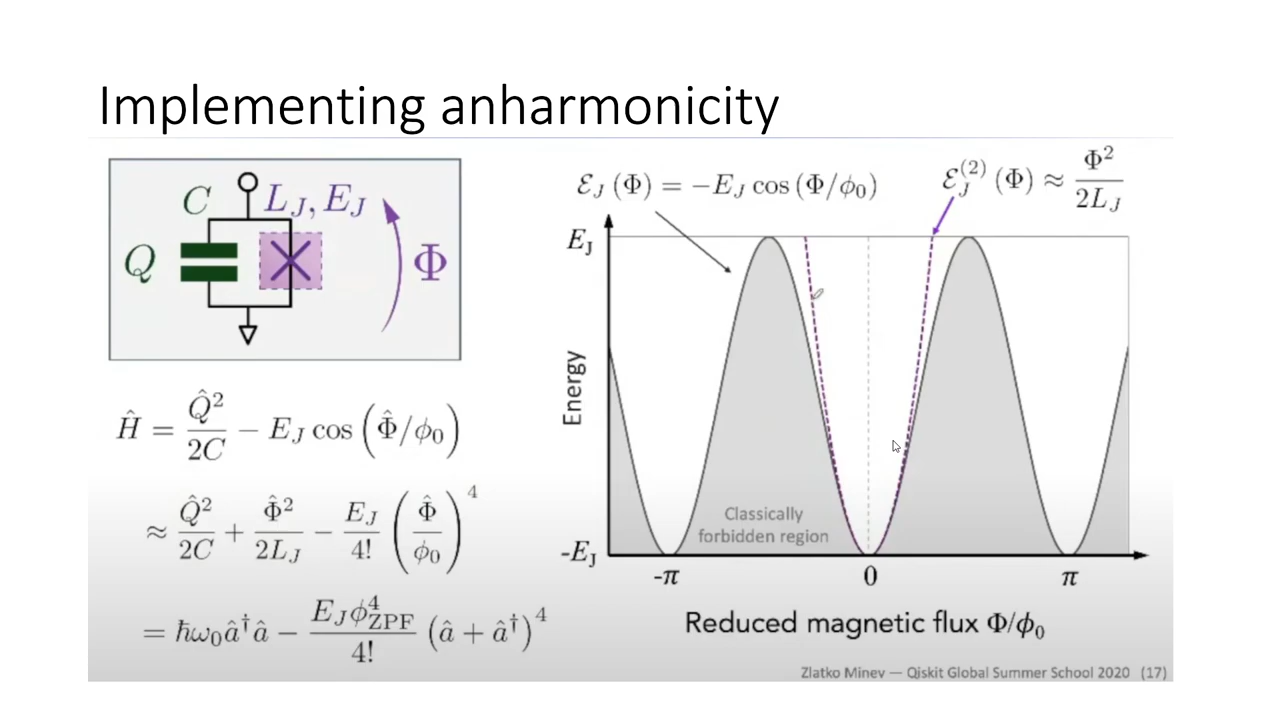 Implementing anharmonicity
C
L_J, E_J
Q
Φ
Ĥ = Q̂²/2C − E_J cos(Φ̂/ϕ₀)
≈ Q̂²/2C + Φ̂²/2L_J − E_J/4! (Φ̂/ϕ₀)⁴
= ħω₀â†â − E_Jϕ⁴_ZPF/4! (â + â†)⁴
ℰ_J (Φ) = −E_J cos (Φ/ϕ₀)
ℰ_J⁽²⁾ (Φ) ≈ Φ²/2L_J
E_J
Energy
Classically
forbidden region
-E_J
-π
0
π
Reduced magnetic flux Φ/ϕ₀
Zlatko Minev — Qiskit Global Summer School 2020 (17)